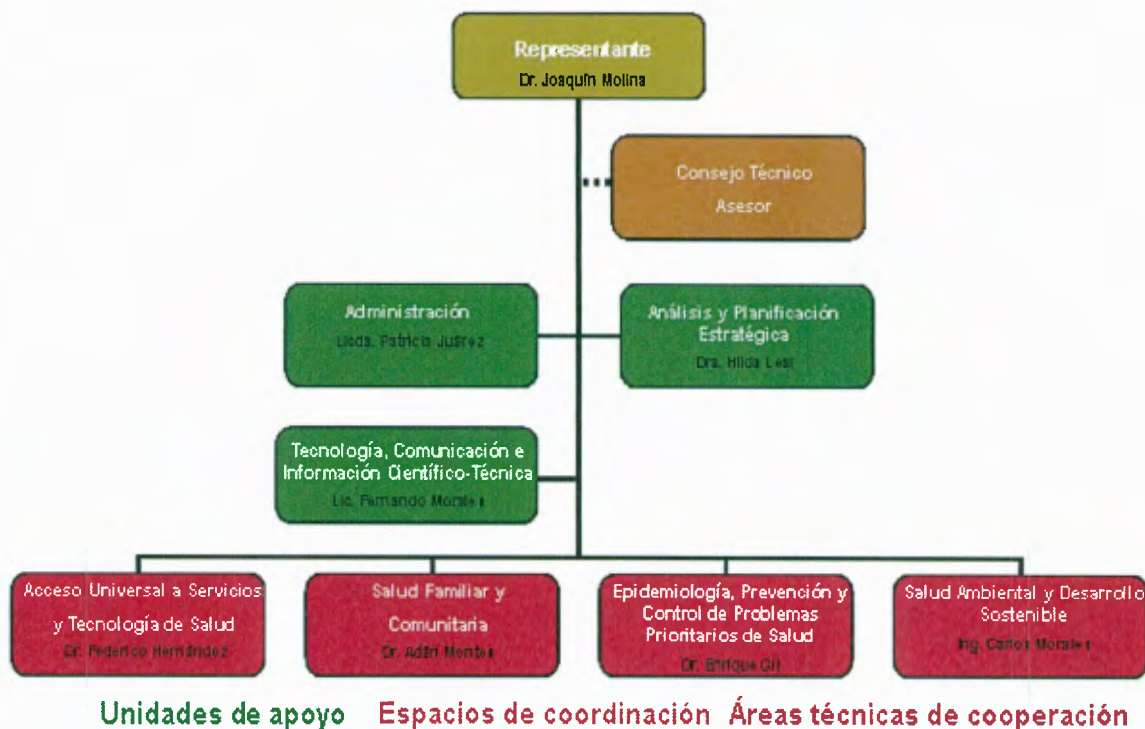 Representante
Dr. Joaquín Molina
Consejo Técnico
Asesor
Administración
Licda. Patricia Juárez
Análisis y Planificación
Estratégica
Dra. Hilda Leal
Tecnología, Comunicación e
Información Científico-Técnica
Lic. Fernando Morales
Acceso Universal a Servicios
y Tecnología de Salud
Dr. Federico Hernández
Salud Familiar y
Comunitaria
Dr. Adán Montes
Epidemiología, Prevención y
Control de Problemas
Prioritarios de Salud
Dr. Enrique Gil
Salud Ambiental y Desarrollo
Sostenible
Ing. Carlos Morales
Unidades de apoyo Espacios de coordinación Áreas técnicas de cooperación